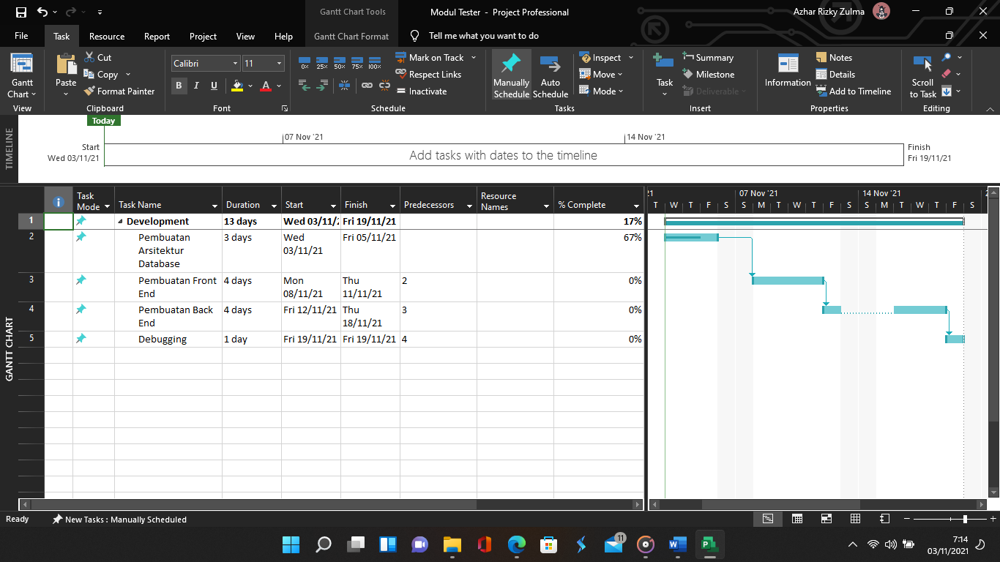 Gantt Chart Tools
Modul Tester - Project Professional
Azhar Rizky Zulma
File Task Resource Report Project View Help Gantt Chart Format Tell me what you want to do
Gantt Chart
View
Paste
Cut
Copy
Format Painter
Clipboard
Calibri 11
B I U A
Font
0% 25% 50% 75% 100%
Mark on Track
Respect Links
Inactivate
Schedule
Manually Schedule
Auto Schedule
Inspect
Move
Mode
Tasks
Task
Summary
Milestone
Deliverable
Insert
Information
Notes
Details
Add to Timeline
Properties
Scroll to Task
Editing
TIMELINE
Today
07 Nov '21 14 Nov '21
Start
Wed 03/11/21
Add tasks with dates to the timeline
Finish
Fri 19/11/21
GANTT CHART
Task Mode Task Name Duration Start Finish Predecessors Resource Names % Complete
21 07 Nov '21 14 Nov '21 2
T W T F S S M T W T F S S M T W T F S
1 Development 13 days Wed 03/11/2 Fri 19/11/21 17%
2 Pembuatan Arsitektur Database 3 days Wed 03/11/21 Fri 05/11/21 67%
3 Pembuatan Front End 4 days Mon 08/11/21 Thu 11/11/21 2 0%
4 Pembuatan Back End 4 days Fri 12/11/21 Thu 18/11/21 3 0%
5 Debugging 1 day Fri 19/11/21 Fri 19/11/21 4 0%
Ready New Tasks : Manually Scheduled
11
7:14
03/11/2021